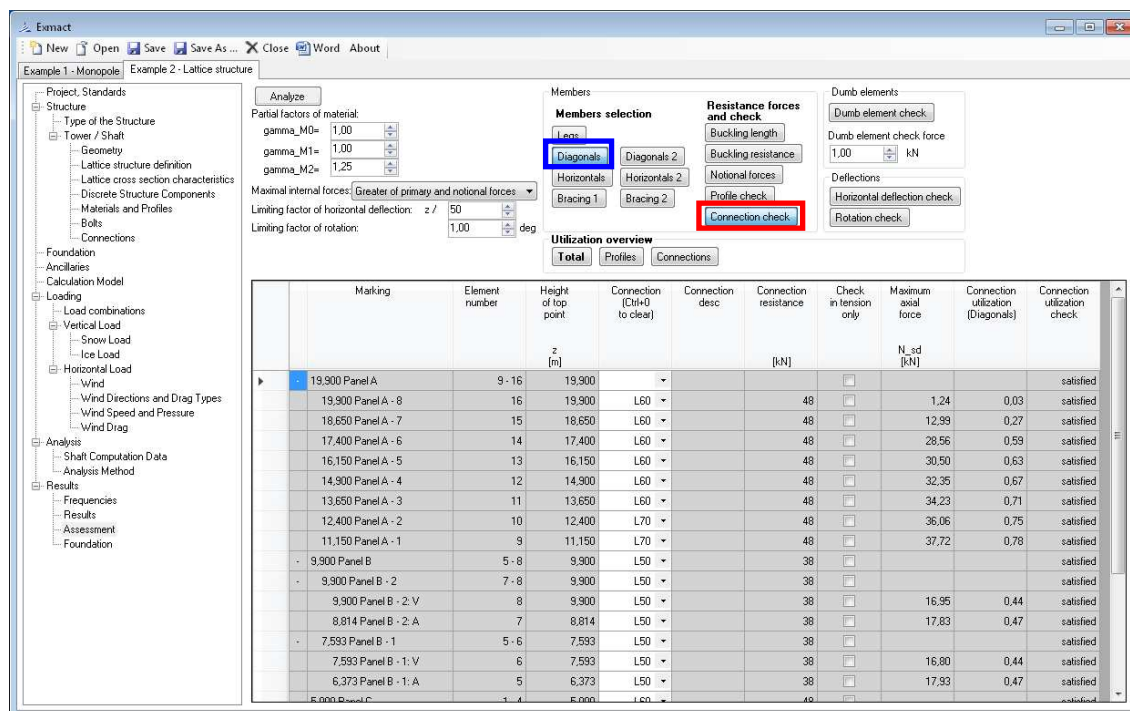 Exmact
New Open Save Save As ... Close Word About
Example 1 - Monopole Example 2 - Lattice structure
Project, Standards
Structure
Type of the Structure
Tower / Shaft
Geometry
Lattice structure definition
Lattice cross section characteristics
Discrete Structure Components
Materials and Profiles
Bolts
Connections
Foundation
Ancillaries
Calculation Model
Loading
Load combinations
Vertical Load
Snow Load
Ice Load
Horizontal Load
Wind
Wind Directions and Drag Types
Wind Speed and Pressure
Wind Drag
Analysis
Shaft Computation Data
Analysis Method
Results
Frequencies
Results
Assessment
Foundation
Analyze
Partial factors of material:
gamma_M0= 1,00
gamma_M1= 1,00
gamma_M2= 1,25
Maximal internal forces: Greater of primary and notional forces
Limiting factor of horizontal deflection: z / 50
Limiting factor of rotation: 1,00 deg
Members
Members selection
Legs
Diagonals Diagonals 2
Horizontals Horizontals 2
Bracing 1 Bracing 2
Resistance forces
and check
Buckling length
Buckling resistance
Notional forces
Profile check
Connection check
Dumb elements
Dumb element check
Dumb element check force
1,00 kN
Deflections
Horizontal deflection check
Rotation check
Utilization overview
Total Profiles Connections
Marking Element number Height of top point z [m] Connection (Ctrl+0 to clear) Connection desc Connection resistance [kN] Check in tension only Maximum axial force N_sd [kN] Connection utilization (Diagonals) Connection utilization check
- 19,900 Panel A 9 - 16 19,900 satisfied
19,900 Panel A - 8 16 19,900 L60 48 1,24 0,03 satisfied
18,650 Panel A - 7 15 18,650 L60 48 12,99 0,27 satisfied
17,400 Panel A - 6 14 17,400 L60 48 28,56 0,59 satisfied
16,150 Panel A - 5 13 16,150 L60 48 30,50 0,63 satisfied
14,900 Panel A - 4 12 14,900 L60 48 32,35 0,67 satisfied
13,650 Panel A - 3 11 13,650 L60 48 34,23 0,71 satisfied
12,400 Panel A - 2 10 12,400 L70 48 36,06 0,75 satisfied
11,150 Panel A - 1 9 11,150 L70 48 37,72 0,78 satisfied
- 9,900 Panel B 5 - 8 9,900 L50 38 satisfied
- 9,900 Panel B - 2 7 - 8 9,900 L50 38 satisfied
9,900 Panel B - 2: V 8 9,900 L50 38 16,95 0,44 satisfied
8,814 Panel B - 2: A 7 8,814 L50 38 17,83 0,47 satisfied
- 7,593 Panel B - 1 5 - 6 7,593 L50 38 satisfied
7,593 Panel B - 1: V 6 7,593 L50 38 16,80 0,44 satisfied
6,373 Panel B - 1: A 5 6,373 L50 38 17,93 0,47 satisfied
5,000 Panel C 1 - 4 5,000 L60 48 satisfied